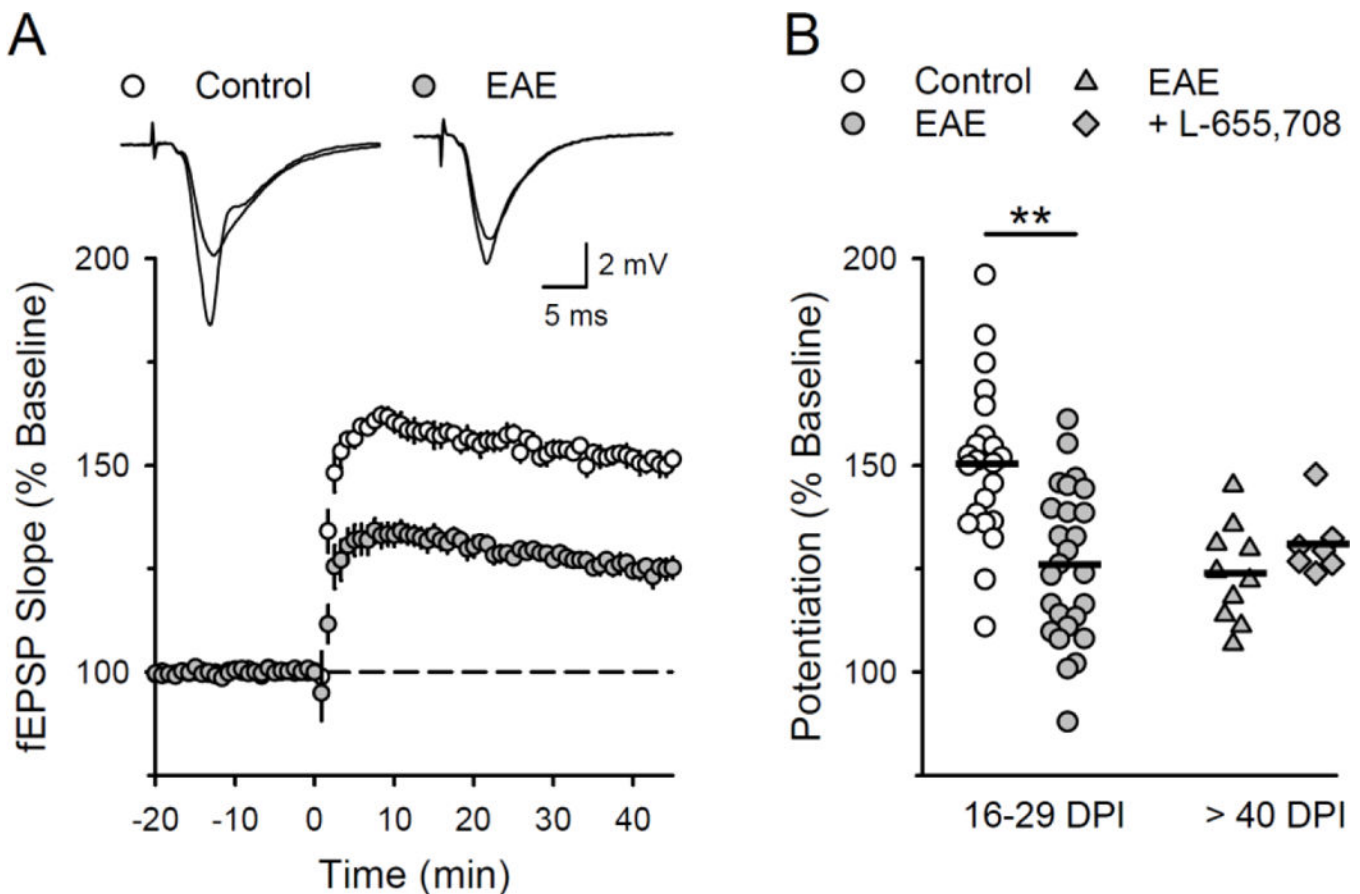 A
Control
EAE
2 mV
5 ms
fEPSP Slope (% Baseline)
200
150
100
-20
-10
0
10
20
30
40
Time (min)
B
Control
EAE
EAE
+ L-655,708
**
Potentiation (% Baseline)
200
150
100
16-29 DPI
> 40 DPI